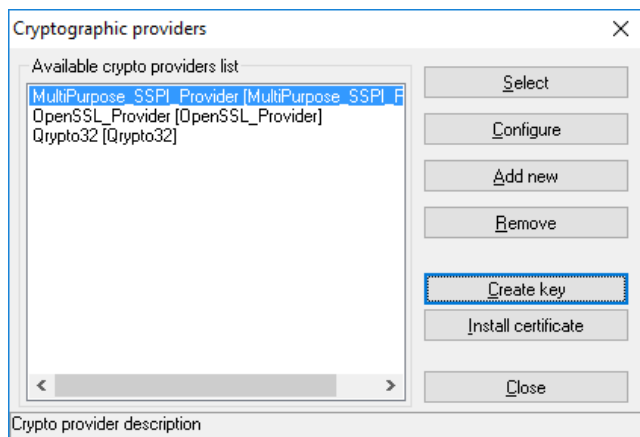 Cryptographic providers
Available crypto providers list
MultiPurpose_SSPI_Provider [MultiPurpose_SSPI_F
OpenSSL_Provider [OpenSSL_Provider]
Qrypto32 [Qrypto32]
Select
Configure
Add new
Remove
Create key
Install certificate
Close
Crypto provider description